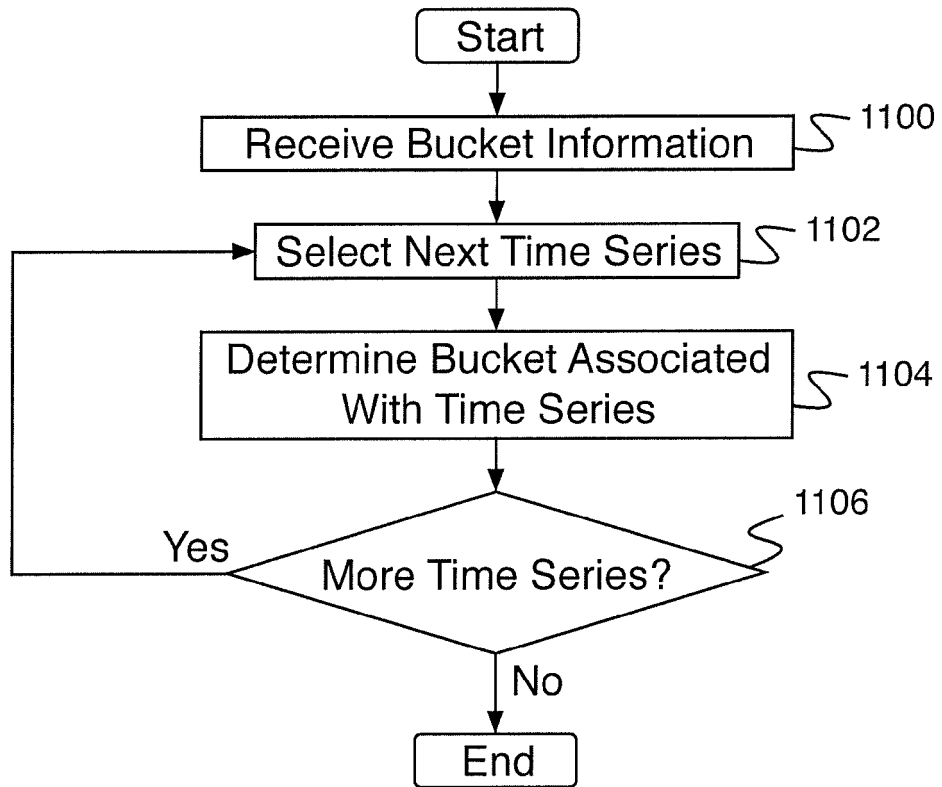 Start
Receive Bucket Information
1100
Select Next Time Series
1102
Determine Bucket Associated
With Time Series
1104
More Time Series?
1106
Yes
No
End